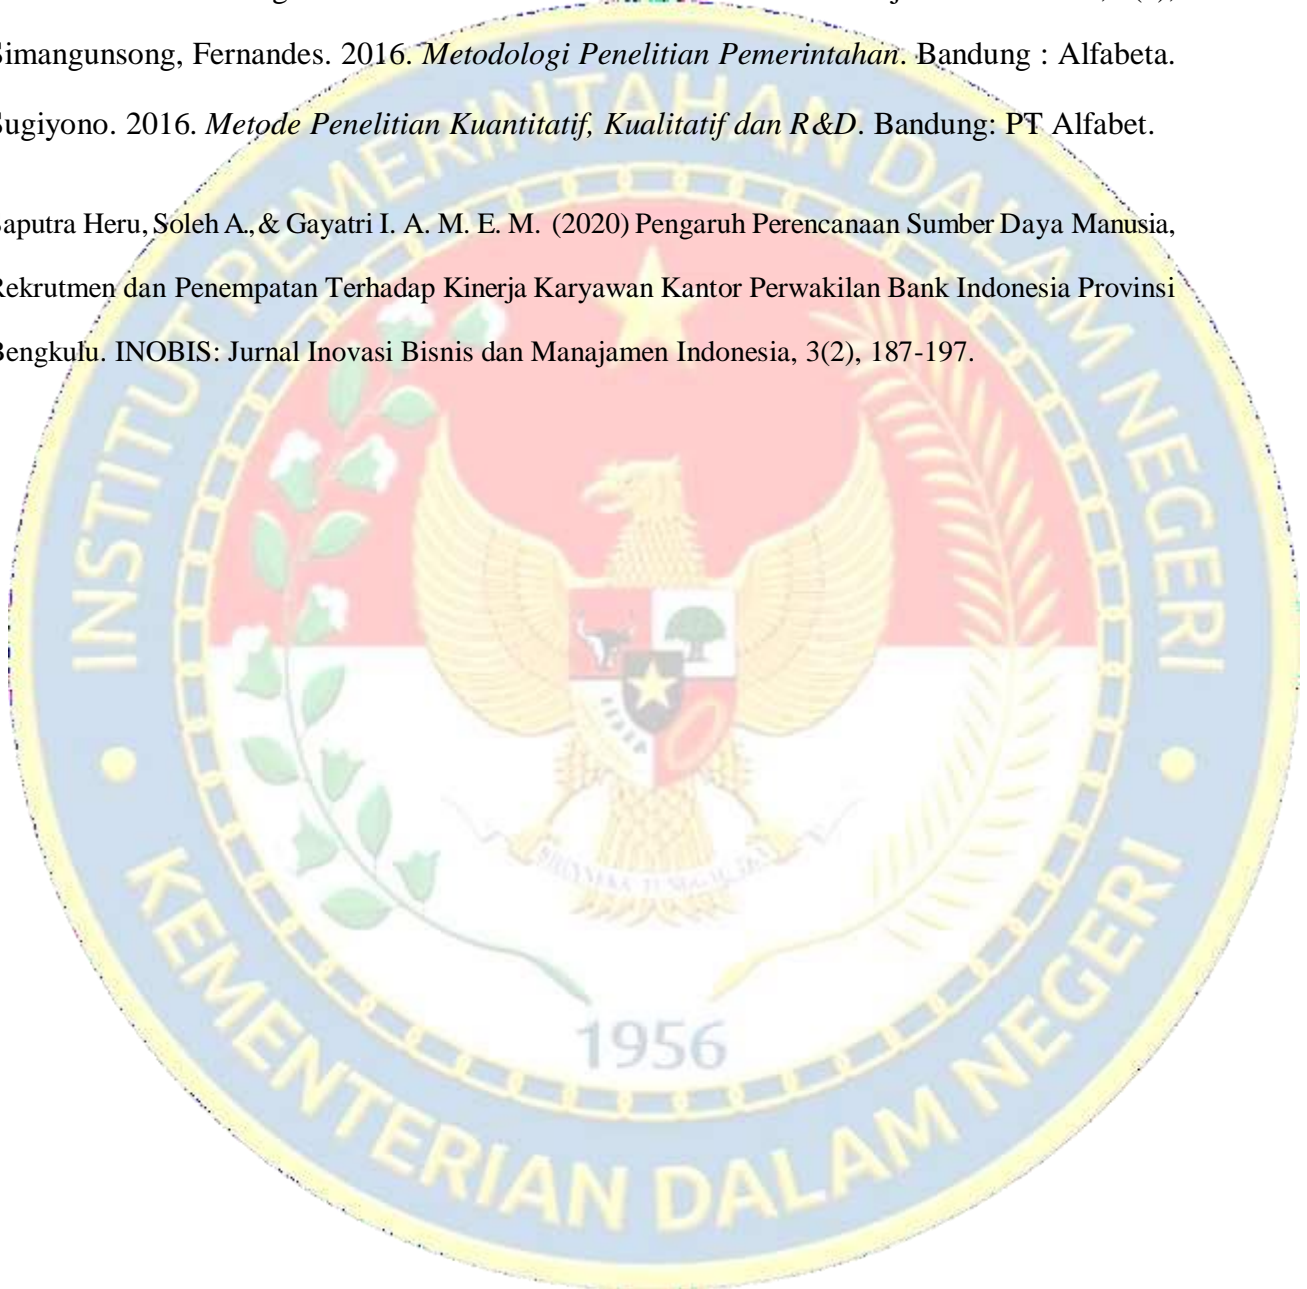 Simangunsong, Fernandes. 2016. Metodologi Penelitian Pemerintahan. Bandung : Alfabeta.
Sugiyono. 2016. Metode Penelitian Kuantitatif, Kualitatif dan R&D. Bandung: PT Alfabet.
Saputra Heru, Soleh A., & Gayatri I. A. M. E. M. (2020) Pengaruh Perencanaan Sumber Daya Manusia,
Rekrutmen dan Penempatan Terhadap Kinerja Karyawan Kantor Perwakilan Bank Indonesia Provinsi
Bengkulu. INOBIS: Jurnal Inovasi Bisnis dan Manajamen Indonesia, 3(2), 187-197.
INSTITUT PEMERINTAHAN DALAM NEGERI
BHINNEKA TUNGGAL IKA
1956
KEMENTERIAN DALAM NEGERI